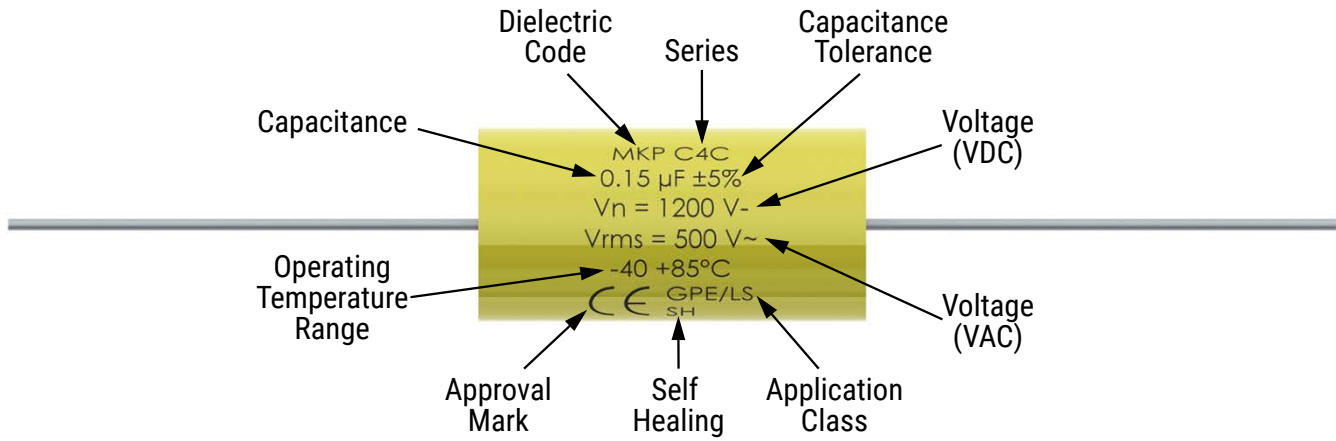 Dielectric
Code
Series
Capacitance
Tolerance
Capacitance
Voltage
(VDC)
MKP C4C
0.15 µF ±5%
Vn = 1200 V-
Vrms = 500 V~
-40 +85°C
CE GPE/LS
SH
Operating
Temperature
Range
Voltage
(VAC)
Approval
Mark
Self
Healing
Application
Class